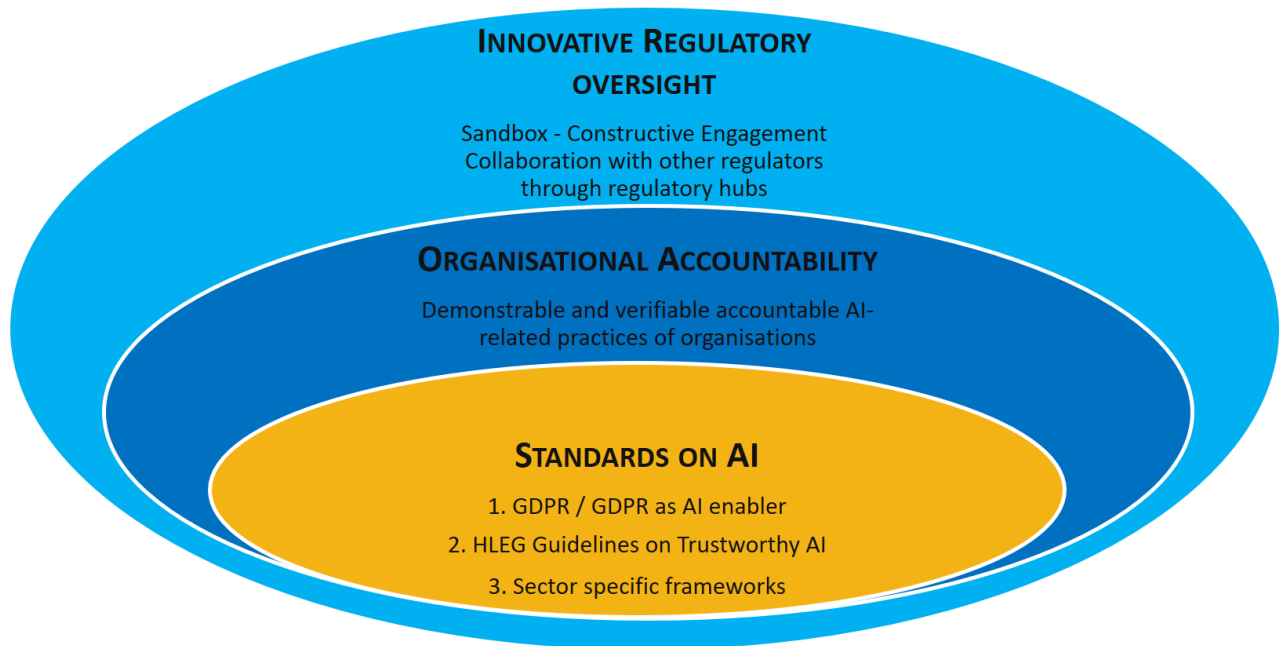 INNOVATIVE REGULATORY
OVERSIGHT
Sandbox - Constructive Engagement
Collaboration with other regulators
through regulatory hubs
ORGANISATIONAL ACCOUNTABILITY
Demonstrable and verifiable accountable AI-
related practices of organisations
STANDARDS ON AI
1. GDPR / GDPR as AI enabler
2. HLEG Guidelines on Trustworthy AI
3. Sector specific frameworks